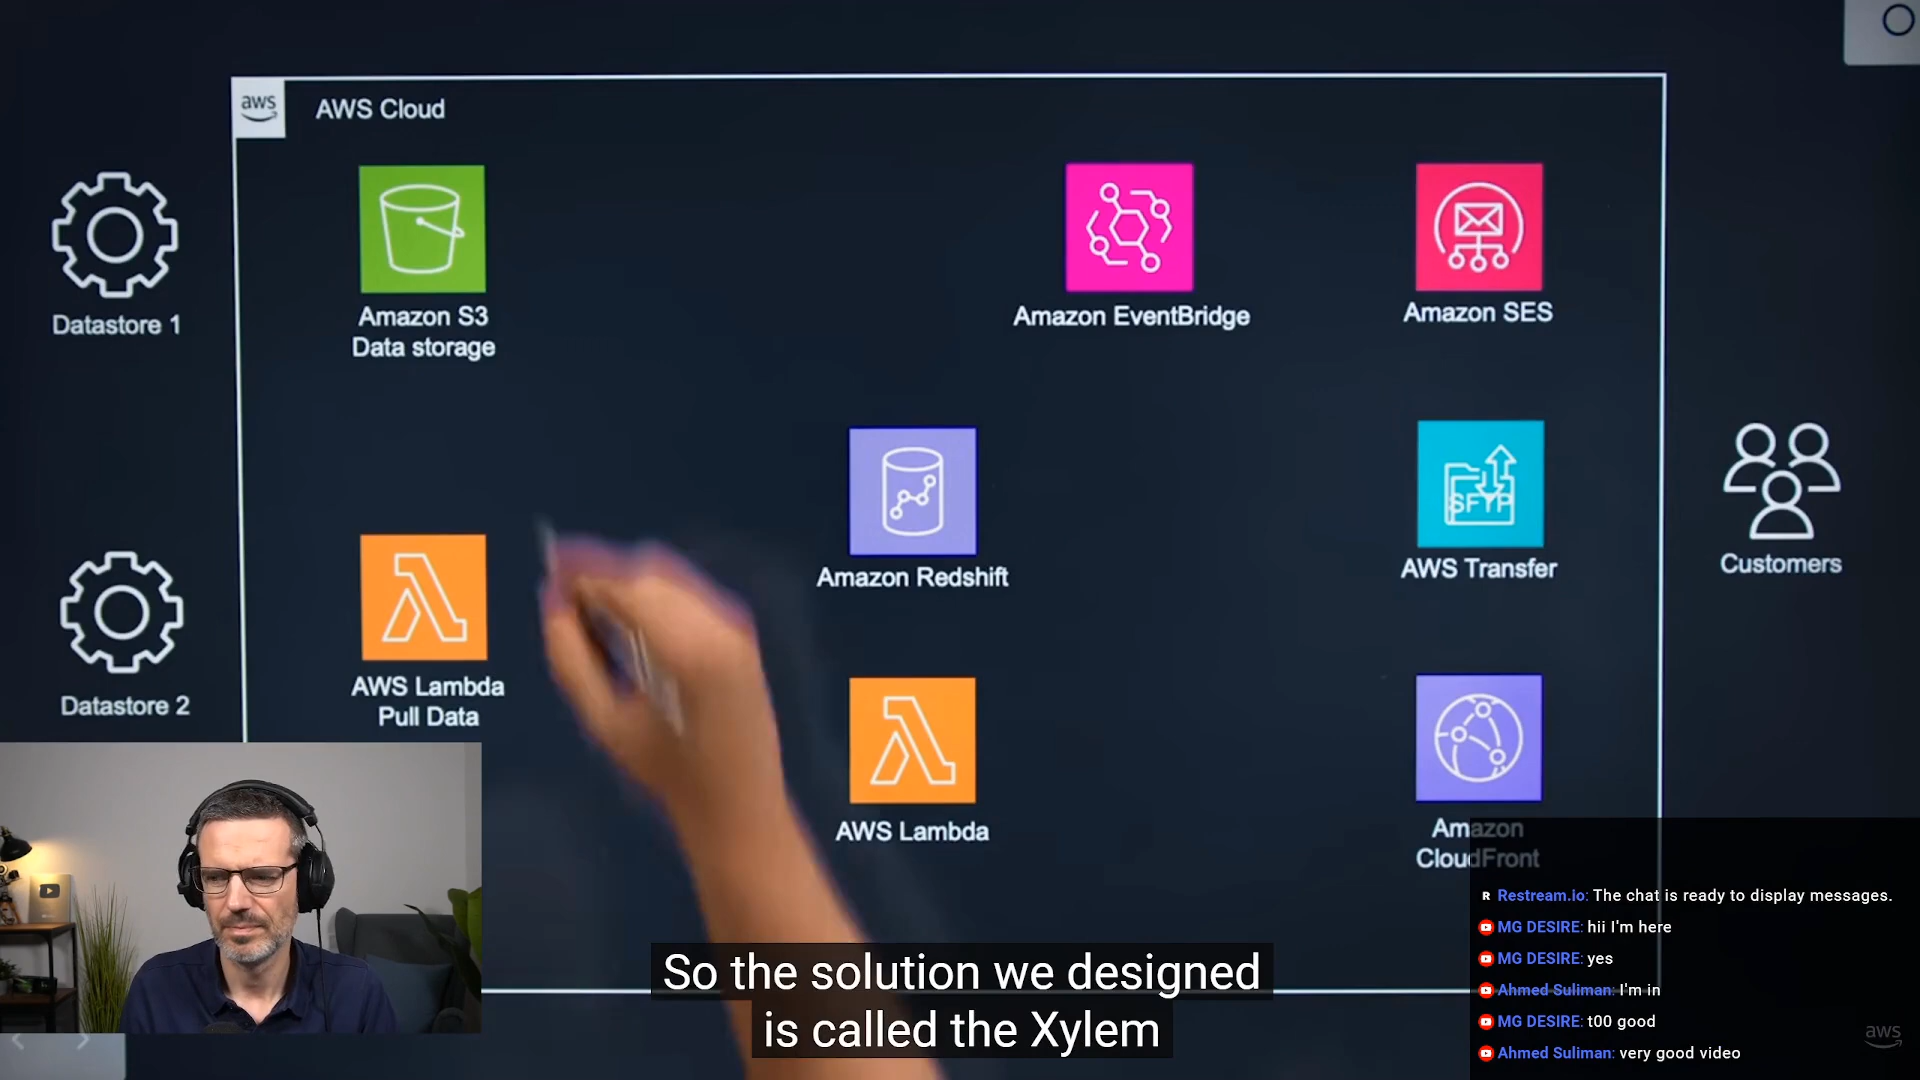 aws
AWS Cloud
Datastore 1
Amazon S3
Data storage
Amazon EventBridge
Amazon SES
Datastore 2
AWS Lambda
Pull Data
Amazon Redshift
SFTP
AWS Transfer
Customers
AWS Lambda
Amazon
CloudFront
So the solution we designed
is called the Xylem
R Restream.io: The chat is ready to display messages.
MG DESIRE: hii I'm here
MG DESIRE: yes
Ahmed Suliman: I'm in
MG DESIRE: t00 good
Ahmed Suliman: very good video
aws